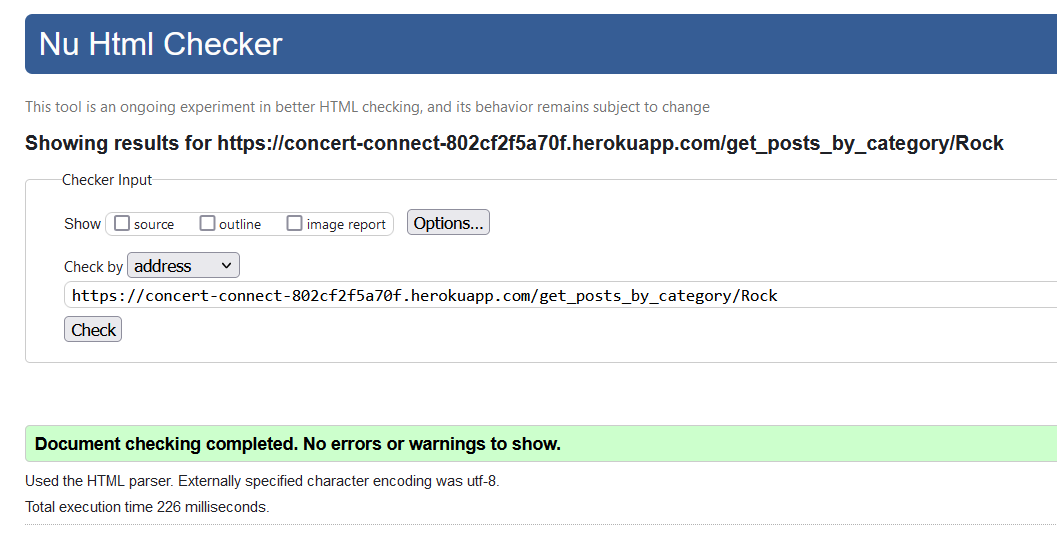 Nu Html Checker
This tool is an ongoing experiment in better HTML checking, and its behavior remains subject to change
Showing results for https://concert-connect-802cf2f5a70f.herokuapp.com/get_posts_by_category/Rock
Checker Input
Show source outline image report Options...
Check by address
https://concert-connect-802cf2f5a70f.herokuapp.com/get_posts_by_category/Rock
Check
Document checking completed. No errors or warnings to show.
Used the HTML parser. Externally specified character encoding was utf-8.
Total execution time 226 milliseconds.